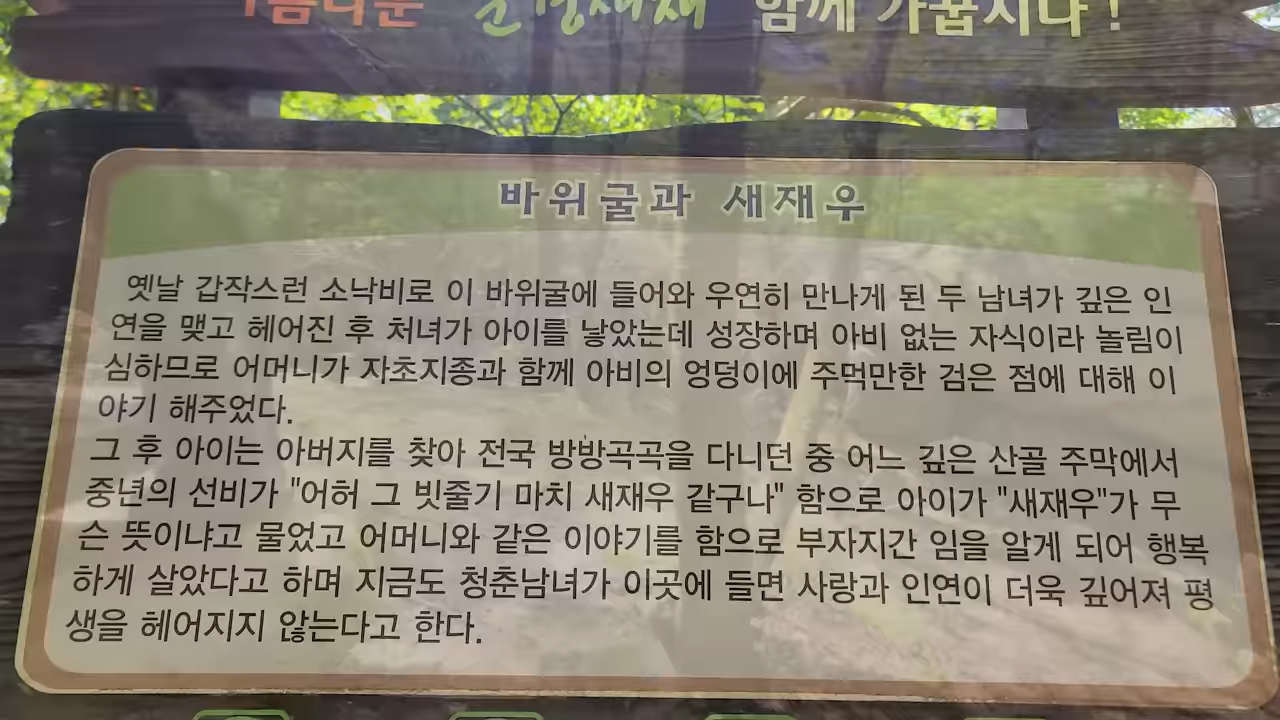 문경새재 함께 가꿉시다!
바위굴과 새재우
옛날 갑작스런 소낙비로 이 바위굴에 들어와 우연히 만나게 된 두 남녀가 깊은 인
연을 맺고 헤어진 후 처녀가 아이를 낳았는데 성장하며 아비 없는 자식이라 놀림이
심하므로 어머니가 자초지종과 함께 아비의 엉덩이에 주먹만한 검은 점에 대해 이
야기 해주었다.
그 후 아이는 아버지를 찾아 전국 방방곡곡을 다니던 중 어느 깊은 산골 주막에서
중년의 선비가 "어허 그 빗줄기 마치 새재우 같구나" 함으로 아이가 "새재우"가 무
슨 뜻이냐고 물었고 어머니와 같은 이야기를 함으로 부자지간 임을 알게 되어 행복
하게 살았다고 하며 지금도 청춘남녀가 이곳에 들면 사랑과 인연이 더욱 깊어져 평
생을 헤어지지 않는다고 한다.